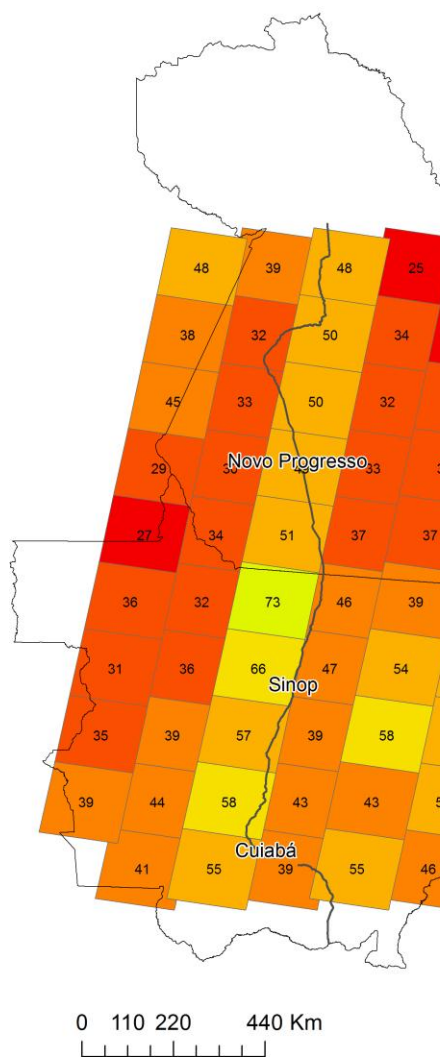 48 39 48 25
38 32 50 34
45 33 50 32
29 Novo Progresso 33
27 34 51 37 37
36 32 73 46 39
31 36 66 47 54
Sinop
35 39 57 39 58
39 44 58 43 43
Cuiabá
41 55 39 55 46
0 110 220 440 Km